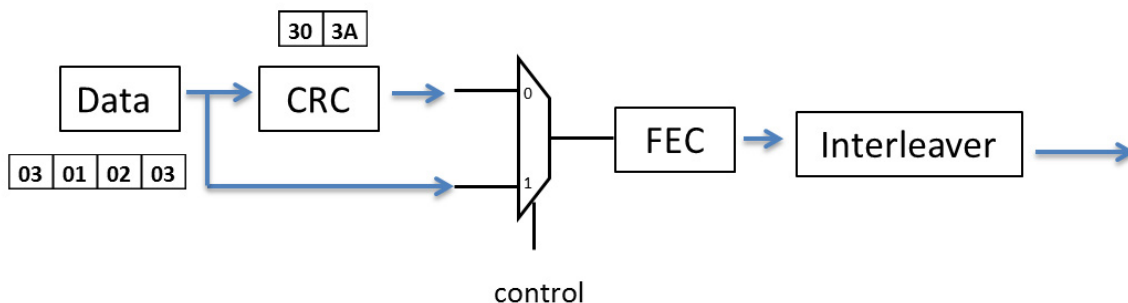 30 3A
Data
CRC
0
FEC
Interleaver
03 01 02 03
1
control